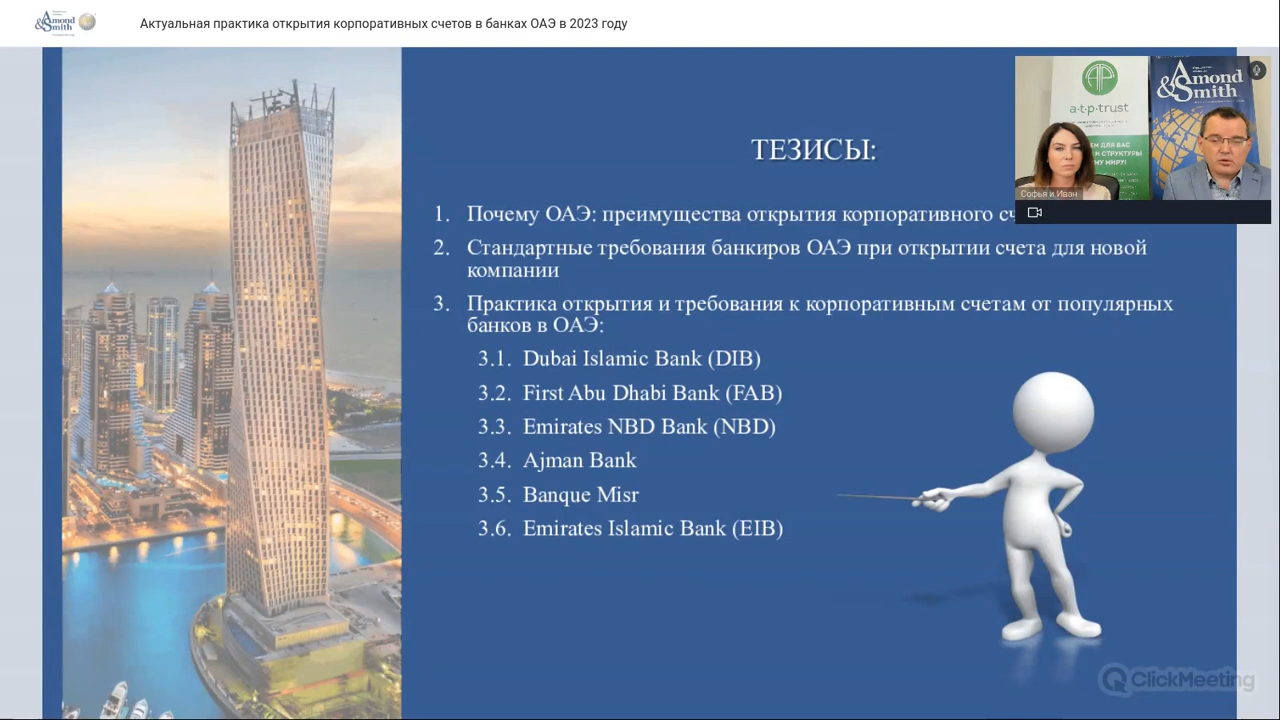 Amond
&Smith
Актуальная практика открытия корпоративных счетов в банках ОАЭ в 2023 году
ТЕЗИСЫ:
1. Почему ОАЭ: преимущества открытия корпоративного
2. Стандартные требования банкиров ОАЭ при открытии счета для новой
компании
3. Практика открытия и требования к корпоративным счетам от популярных
банков в ОАЭ:
3.1. Dubai Islamic Bank (DIB)
3.2. First Abu Dhabi Bank (FAB)
3.3. Emirates NBD Bank (NBD)
3.4. Ajman Bank
3.5. Banque Misr
3.6. Emirates Islamic Bank (EIB)
a·t·p·trust
Amond
&Smith
ДЛЯ ВАС
И СТРУКТУРЫ
МИРУ!
Софья и Иван
ClickMeeting